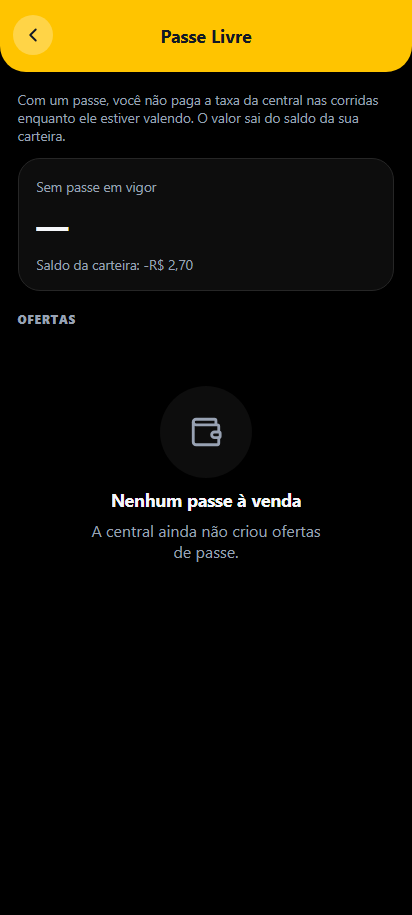 Passe Livre
Com um passe, você não paga a taxa da central nas corridas
enquanto ele estiver valendo. O valor sai do saldo da sua
carteira.
Sem passe em vigor
—
Saldo da carteira: -R$ 2,70
OFERTAS
Nenhum passe à venda
A central ainda não criou ofertas
de passe.